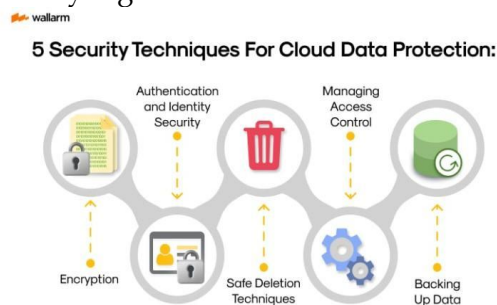 wallarm
5 Security Techniques For Cloud Data Protection:
Authentication
and Identity
Security
Managing
Access
Control
Encryption
Safe Deletion
Techniques
Backing
Up Data